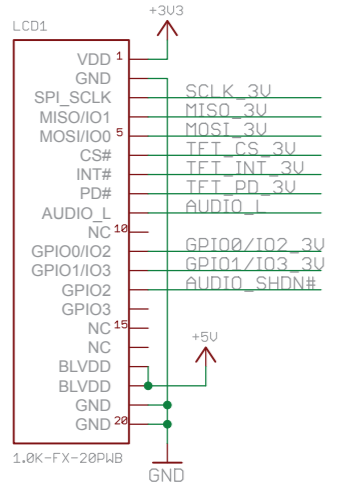 +3V3
LCD1
VDD 1
GND
SPI_SCLK SCLK_3V
MISO/IO1 MISO_3V
MOSI/IO0 5 MOSI_3V
CS# TFT_CS_3V
INT# TFT_INT_3V
PD# TFT_PD_3V
AUDIO_L AUDIO_L
NC 10
GPIO0/IO2 GPIO0/IO2_3V
GPIO1/IO3 GPIO1/IO3_3V
GPIO2 AUDIO_SHDN#
GPIO3
NC 15
NC
+5V
BLVDD
BLVDD
GND
GND 20
1.0K-FX-20PWB
GND